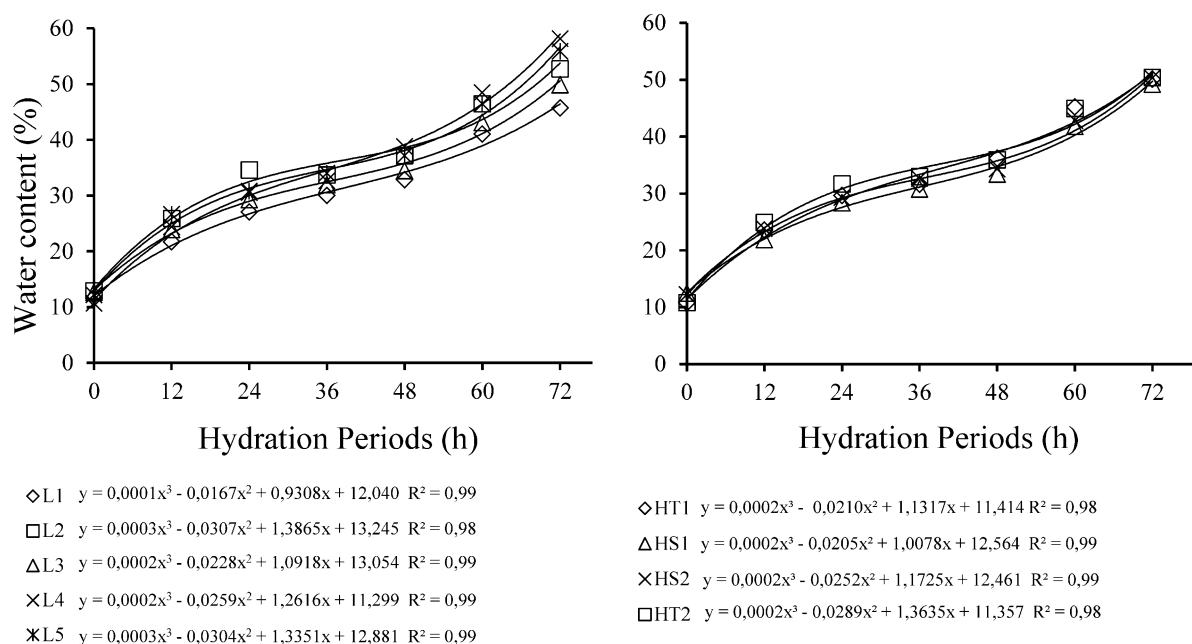 60
50
40
30
20
10
0
Water content (%)
0 12 24 36 48 60 72
Hydration Periods (h)
L1 y = 0,0001x³ - 0,0167x² + 0,9308x + 12,040 R² = 0,99
L2 y = 0,0003x³ - 0,0307x² + 1,3865x + 13,245 R² = 0,98
L3 y = 0,0002x³ - 0,0228x² + 1,0918x + 13,054 R² = 0,99
L4 y = 0,0002x³ - 0,0259x² + 1,2616x + 11,299 R² = 0,99
L5 y = 0,0003x³ - 0,0304x² + 1,3351x + 12,881 R² = 0,99
60
50
40
30
20
10
0
0 12 24 36 48 60 72
Hydration Periods (h)
HT1 y = 0,0002x³ - 0,0210x² + 1,1317x + 11,414 R² = 0,98
HS1 y = 0,0002x³ - 0,0205x² + 1,0078x + 12,564 R² = 0,99
HS2 y = 0,0002x³ - 0,0252x² + 1,1725x + 12,461 R² = 0,99
HT2 y = 0,0002x³ - 0,0289x² + 1,3635x + 11,357 R² = 0,98